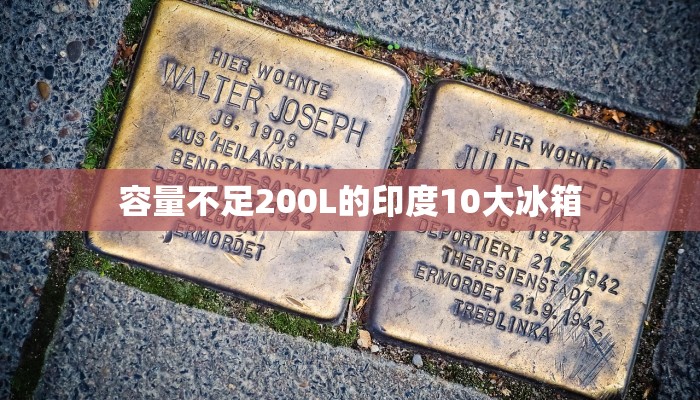 HIER WOHNTE
WALTER JOSEPH
JG. 1908
AUS 'HEILANSTALT'
BENDORF-SAYN
容量不足200L的印度10大冰箱
ERMORDET
HIER WOHNTE
JULIE JOSEPH
JG. 1872
DEPORTIERT 21.7.1942
THERESIENSTADT
ERMORDET 21.9.1942
TREBLINKA